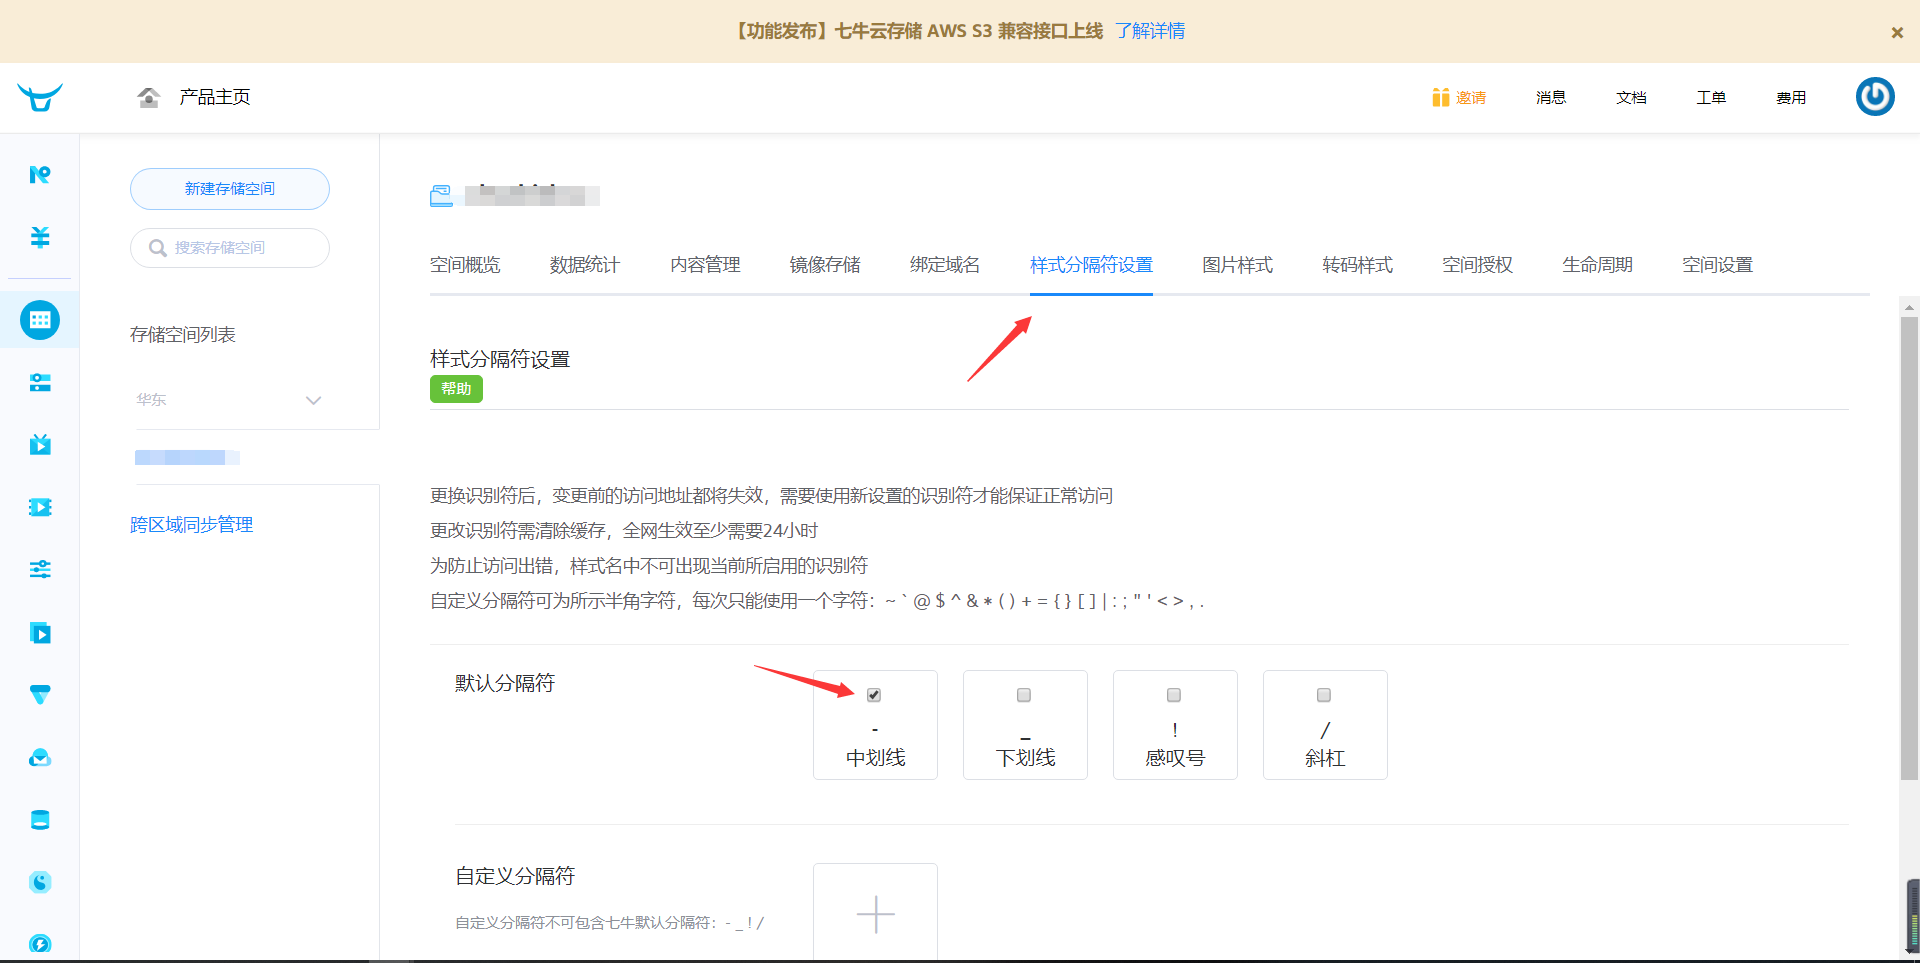 【功能发布】七牛云存储 AWS S3 兼容接口上线 了解详情 ×
产品主页
邀请 消息 文档 工单 费用
新建存储空间
搜索存储空间
存储空间列表
华东
跨区域同步管理
空间概览 数据统计 内容管理 镜像存储 绑定域名 样式分隔符设置 图片样式 转码样式 空间授权 生命周期 空间设置
样式分隔符设置
帮助
更换识别符后，变更前的访问地址都将失效，需要使用新设置的识别符才能保证正常访问
更改识别符需清除缓存，全网生效至少需要24小时
为防止访问出错，样式名中不可出现当前所启用的识别符
自定义分隔符可为所示半角字符，每次只能使用一个字符：~ ` @ $ ^ & * ( ) + = { } [ ] | : ; " ' < > , .
默认分隔符
- _ ! /
中划线 下划线 感叹号 斜杠
自定义分隔符
自定义分隔符不可包含七牛默认分隔符：- _ ! /